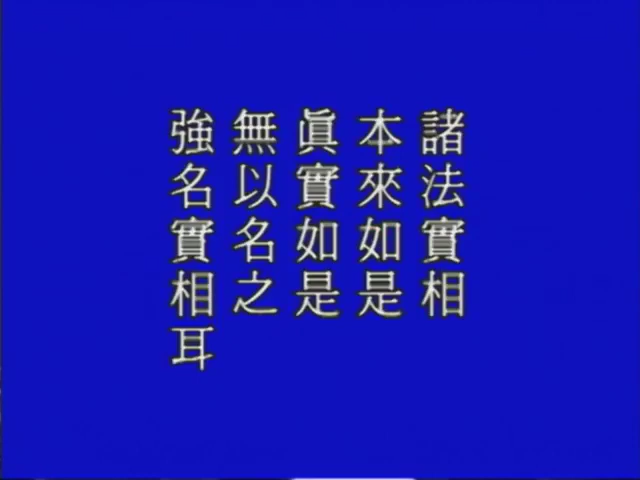 諸法實相
本來如是
眞實如是
無以名之
強名實相耳